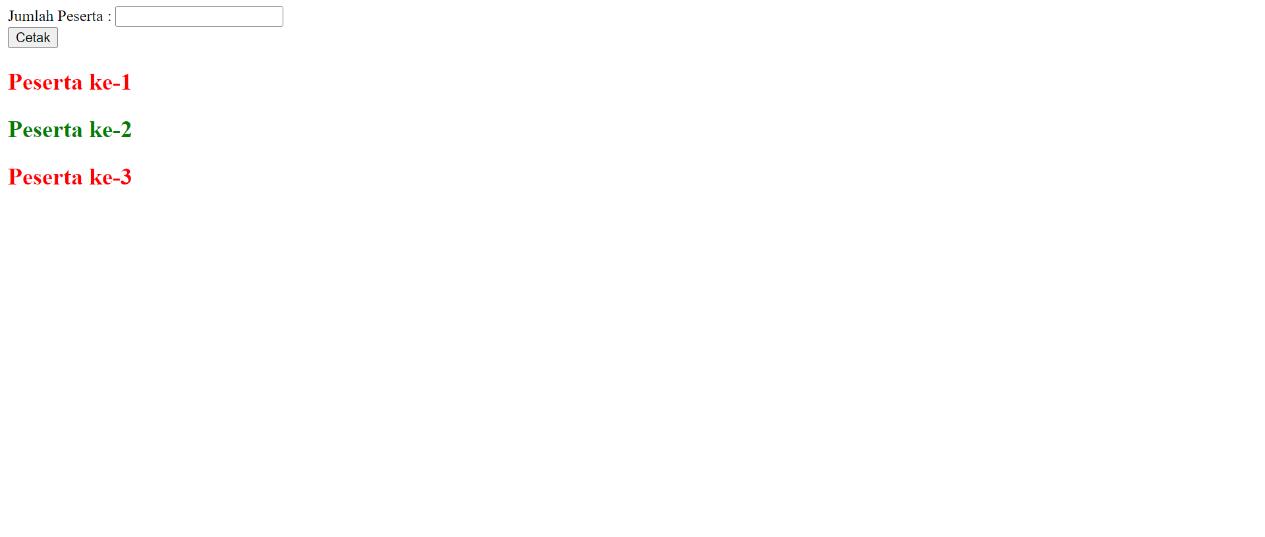 Jumlah Peserta :
Cetak
Peserta ke-1
Peserta ke-2
Peserta ke-3